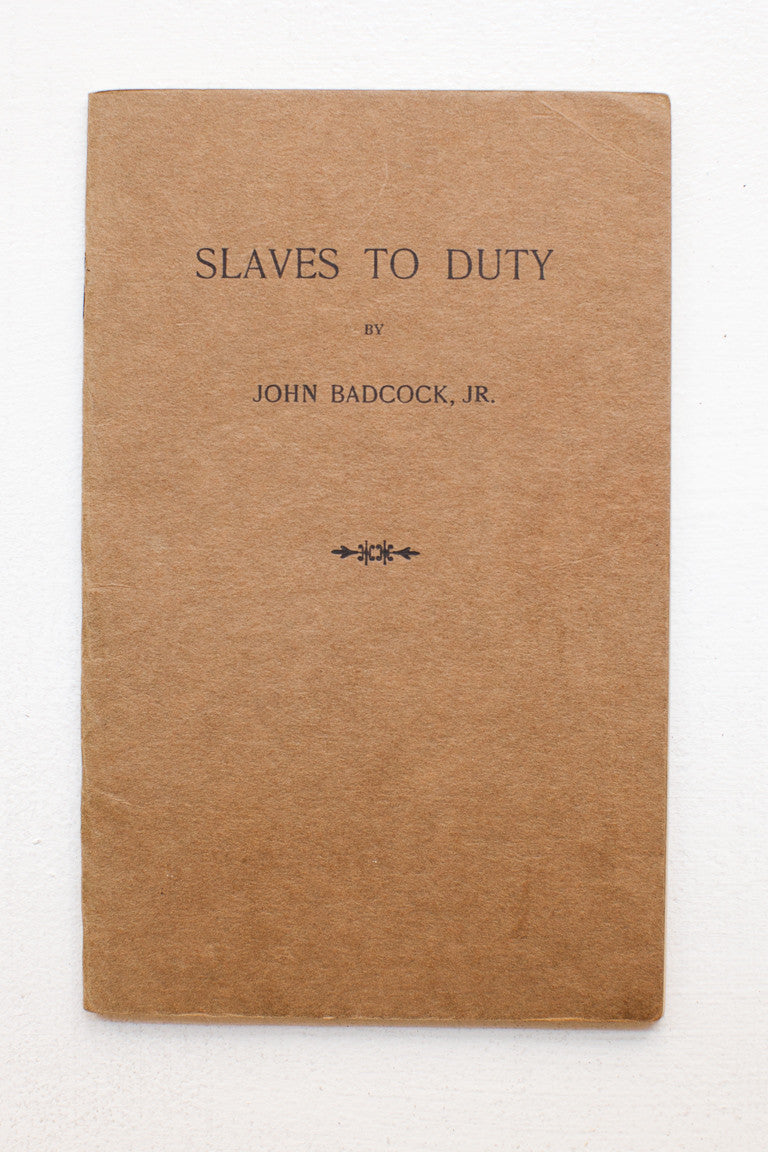 SLAVES TO DUTY
BY
JOHN BADCOCK, JR.